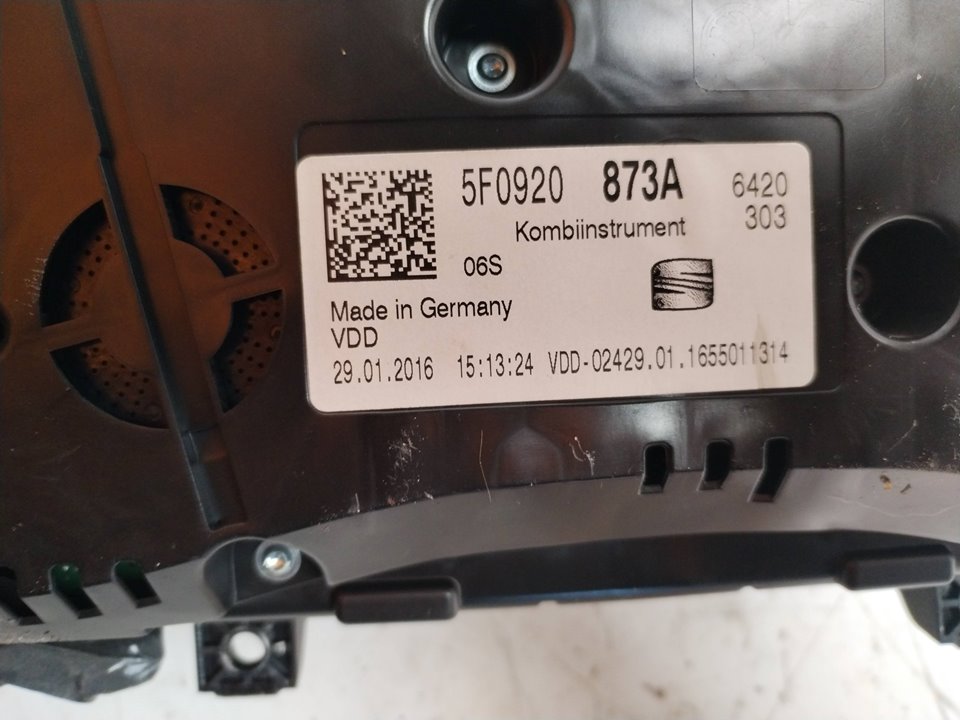 5F0920 873A 6420
303
Kombiinstrument
06S
Made in Germany
VDD
29.01.2016 15:13:24 VDD-02429.01.1655011314